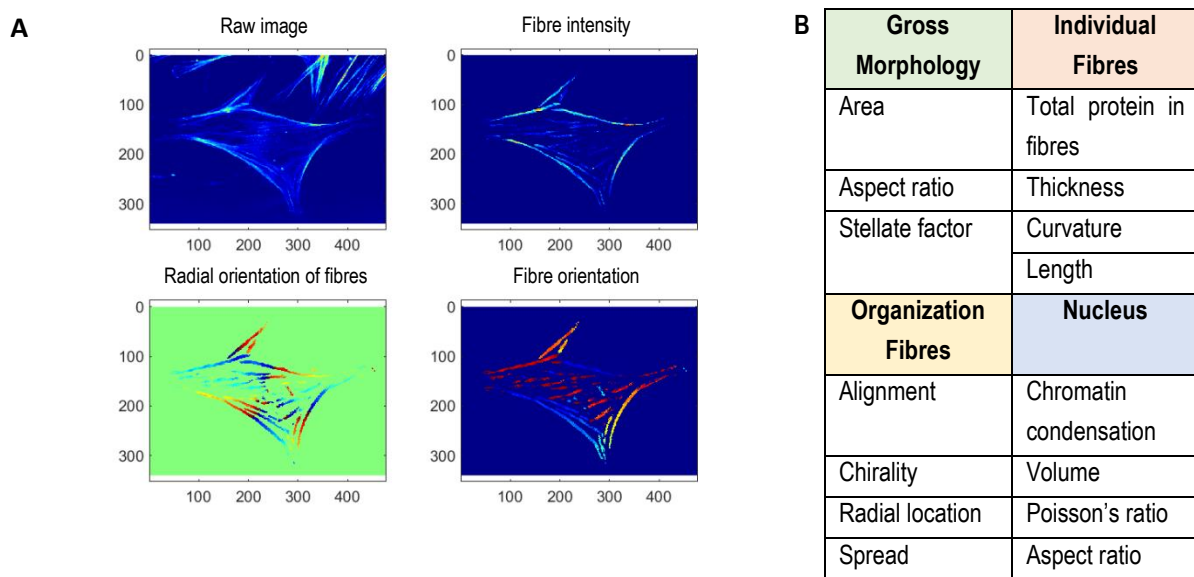 A
Raw image
Fibre intensity
0
100
200
300
100 200 300 400
0
100
200
300
100 200 300 400
Radial orientation of fibres
Fibre orientation
0
100
200
300
100 200 300 400
0
100
200
300
100 200 300 400
B
Gross
Morphology
Individual
Fibres
Area
Total protein in
fibres
Aspect ratio
Thickness
Stellate factor
Curvature
Length
Organization
Fibres
Nucleus
Alignment
Chromatin
condensation
Chirality
Volume
Radial location
Poisson's ratio
Spread
Aspect ratio